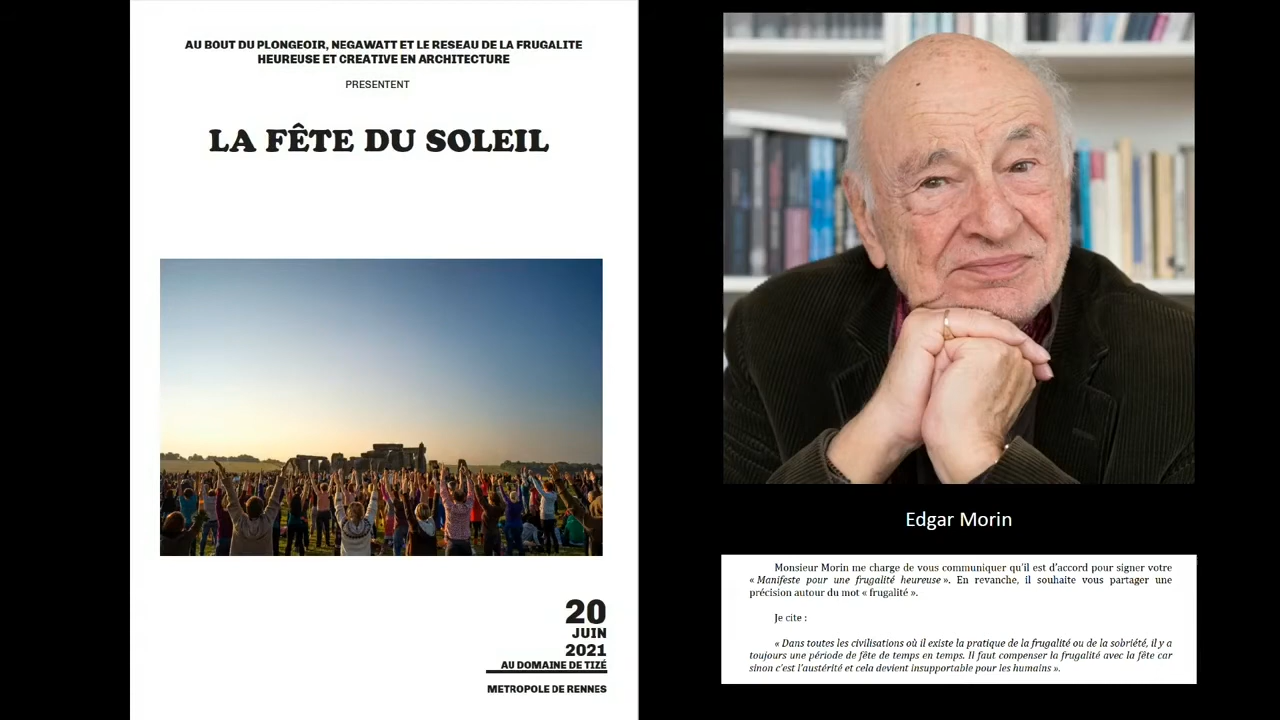 AU BOUT DU PLONGEOIR, NEGAWATT ET LE RESEAU DE LA FRUGALITE
HEUREUSE ET CREATIVE EN ARCHITECTURE
PRESENTENT
LA FÊTE DU SOLEIL
20
JUIN
2021
AU DOMAINE DE TIZÉ
METROPOLE DE RENNES
Edgar Morin
Monsieur Morin me charge de vous communiquer qu'il est d'accord pour signer votre
« Manifeste pour une frugalité heureuse ». En revanche, il souhaite vous partager une
précision autour du mot « frugalité ».
Je cite :
« Dans toutes les civilisations où il existe la pratique de la frugalité ou de la sobriété, il y a
toujours une période de fête de temps en temps. Il faut compenser la frugalité avec la fête car
sinon c'est l'austérité et cela devient insupportable pour les humains ».